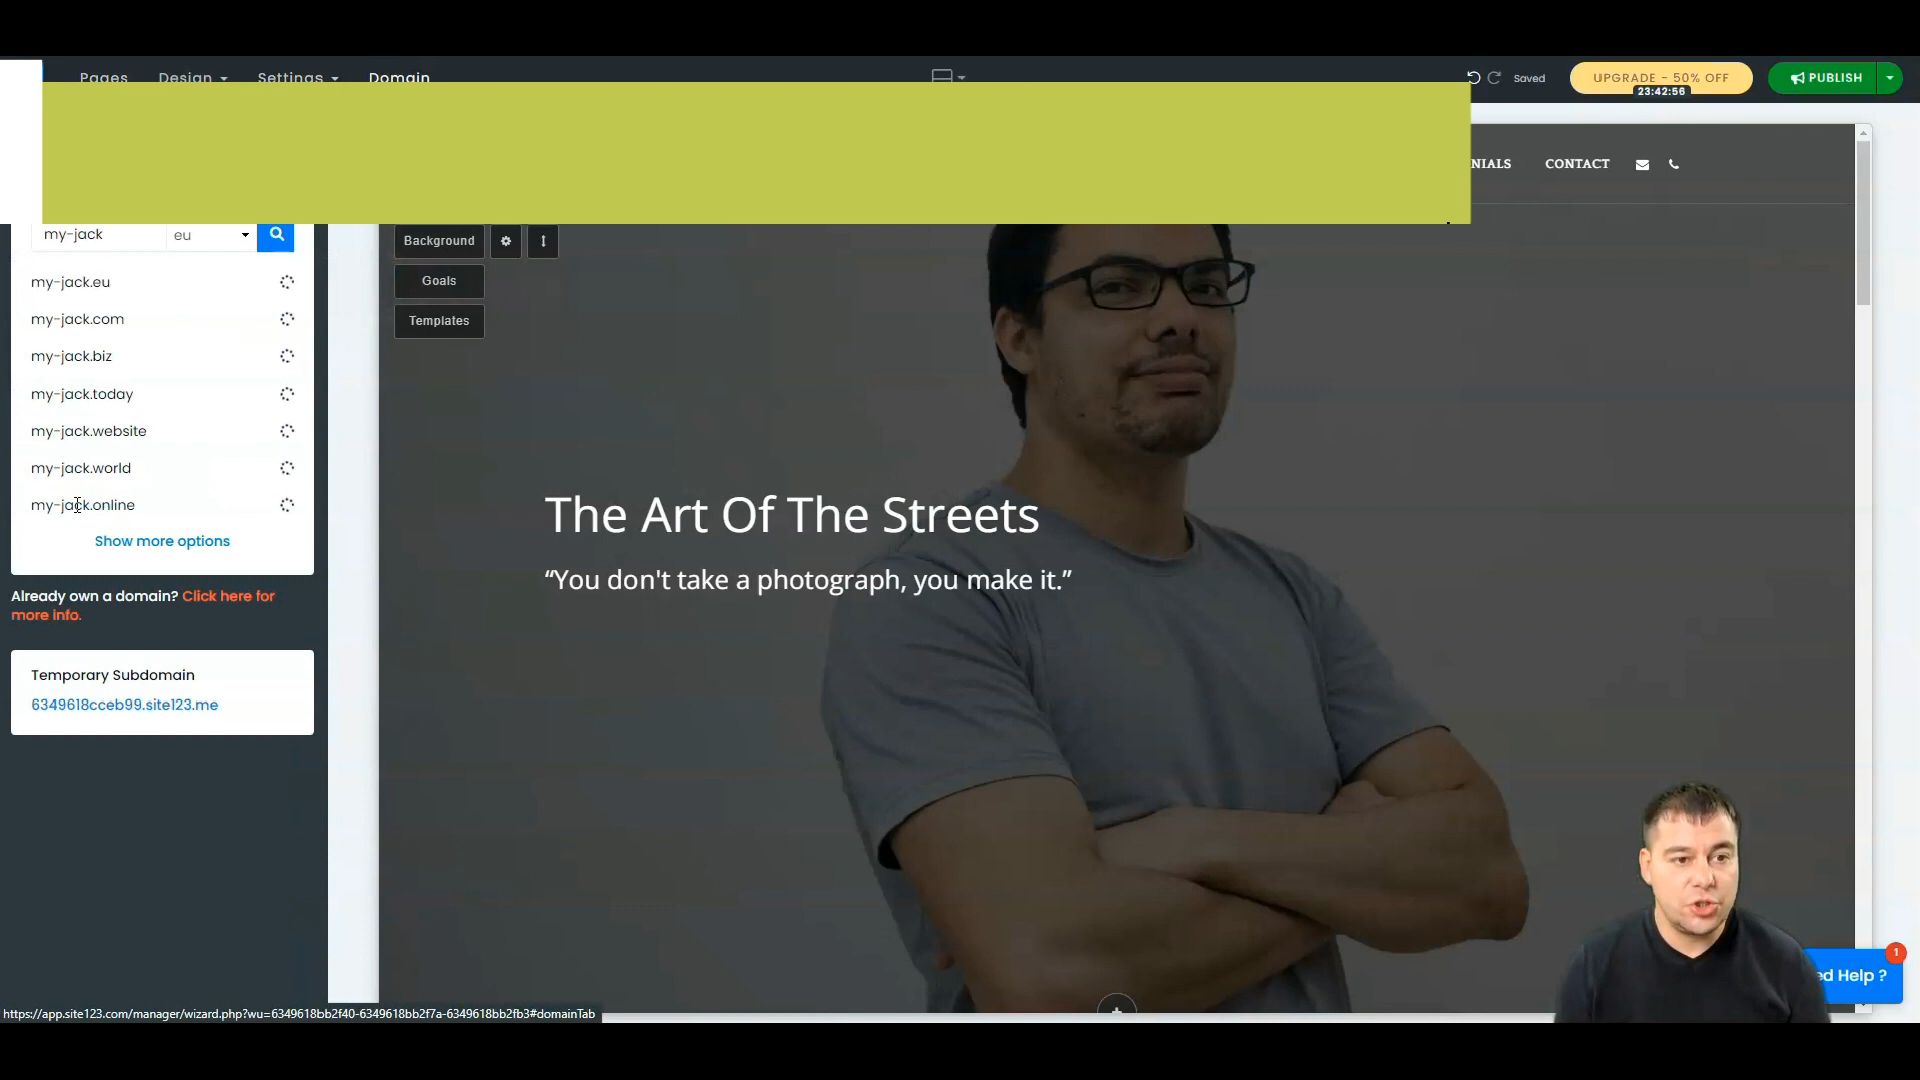 Pages Design Settings Domain Saved UPGRADE - 50% OFF PUBLISH
23:42:56
NIALS CONTACT
my-jack eu
Background
my-jack.eu
Goals
my-jack.com
Templates
my-jack.biz
my-jack.today
my-jack.website
my-jack.world
my-jack.online
Show more options
The Art Of The Streets
“You don't take a photograph, you make it.”
Already own a domain? Click here for
more info.
Temporary Subdomain
6349618cceb99.site123.me
1
ed Help ?
https://app.site123.com/manager/wizard.php?wu=6349618bb2f40-6349618bb2f7a-6349618bb2fb3#domainTab